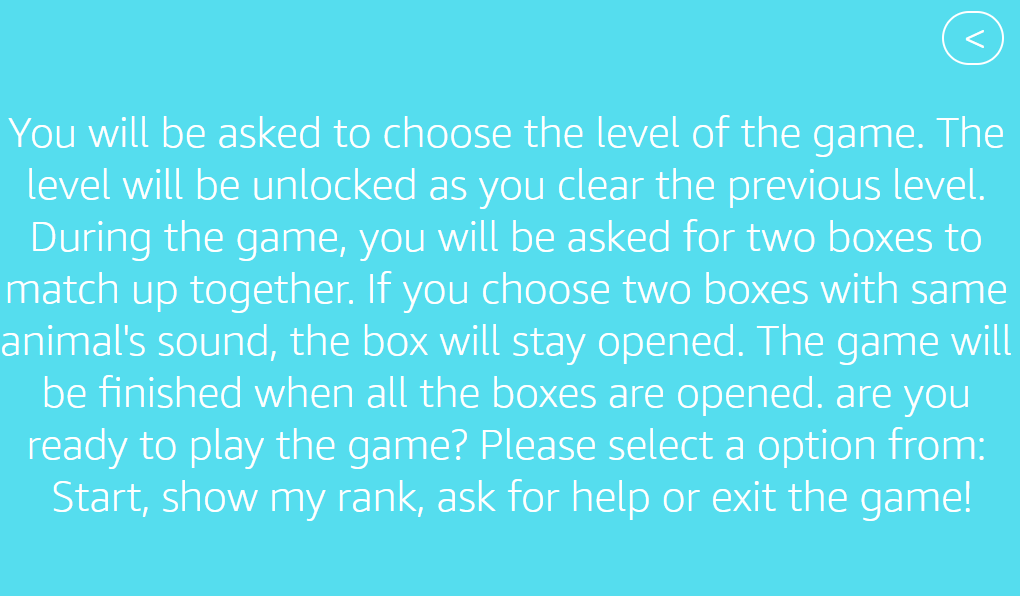 <
You will be asked to choose the level of the game. The
level will be unlocked as you clear the previous level.
During the game, you will be asked for two boxes to
match up together. If you choose two boxes with same
animal's sound, the box will stay opened. The game will
be finished when all the boxes are opened. are you
ready to play the game? Please select a option from:
Start, show my rank, ask for help or exit the game!